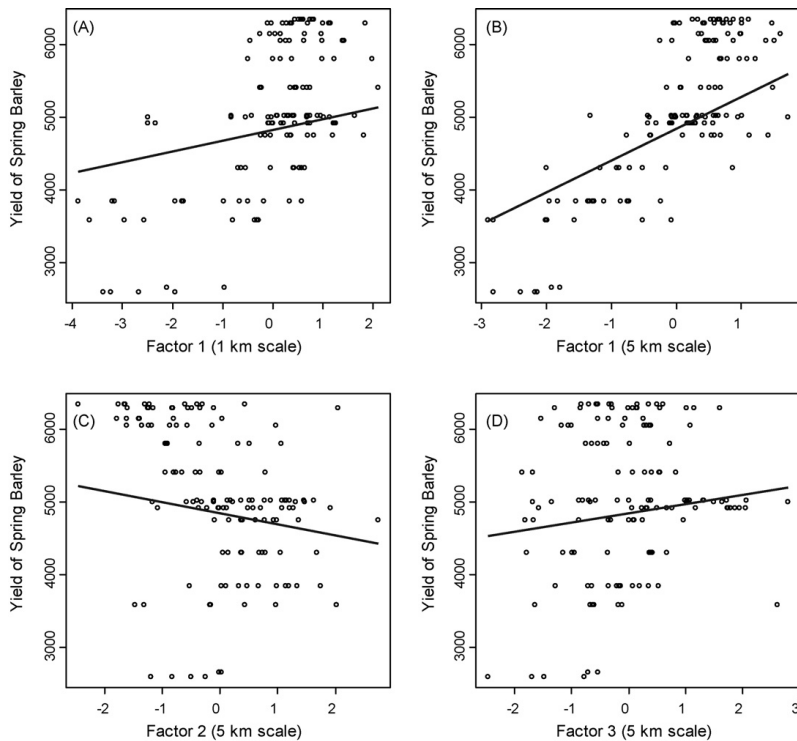 (A)
Yield of Spring Barley
3000 4000 5000 6000
-4 -3 -2 -1 0 1 2
Factor 1 (1 km scale)
(B)
Yield of Spring Barley
3000 4000 5000 6000
-3 -2 -1 0 1
Factor 1 (5 km scale)
(C)
Yield of Spring Barley
3000 4000 5000 6000
-2 -1 0 1 2
Factor 2 (5 km scale)
(D)
Yield of Spring Barley
3000 4000 5000 6000
-2 -1 0 1 2 3
Factor 3 (5 km scale)